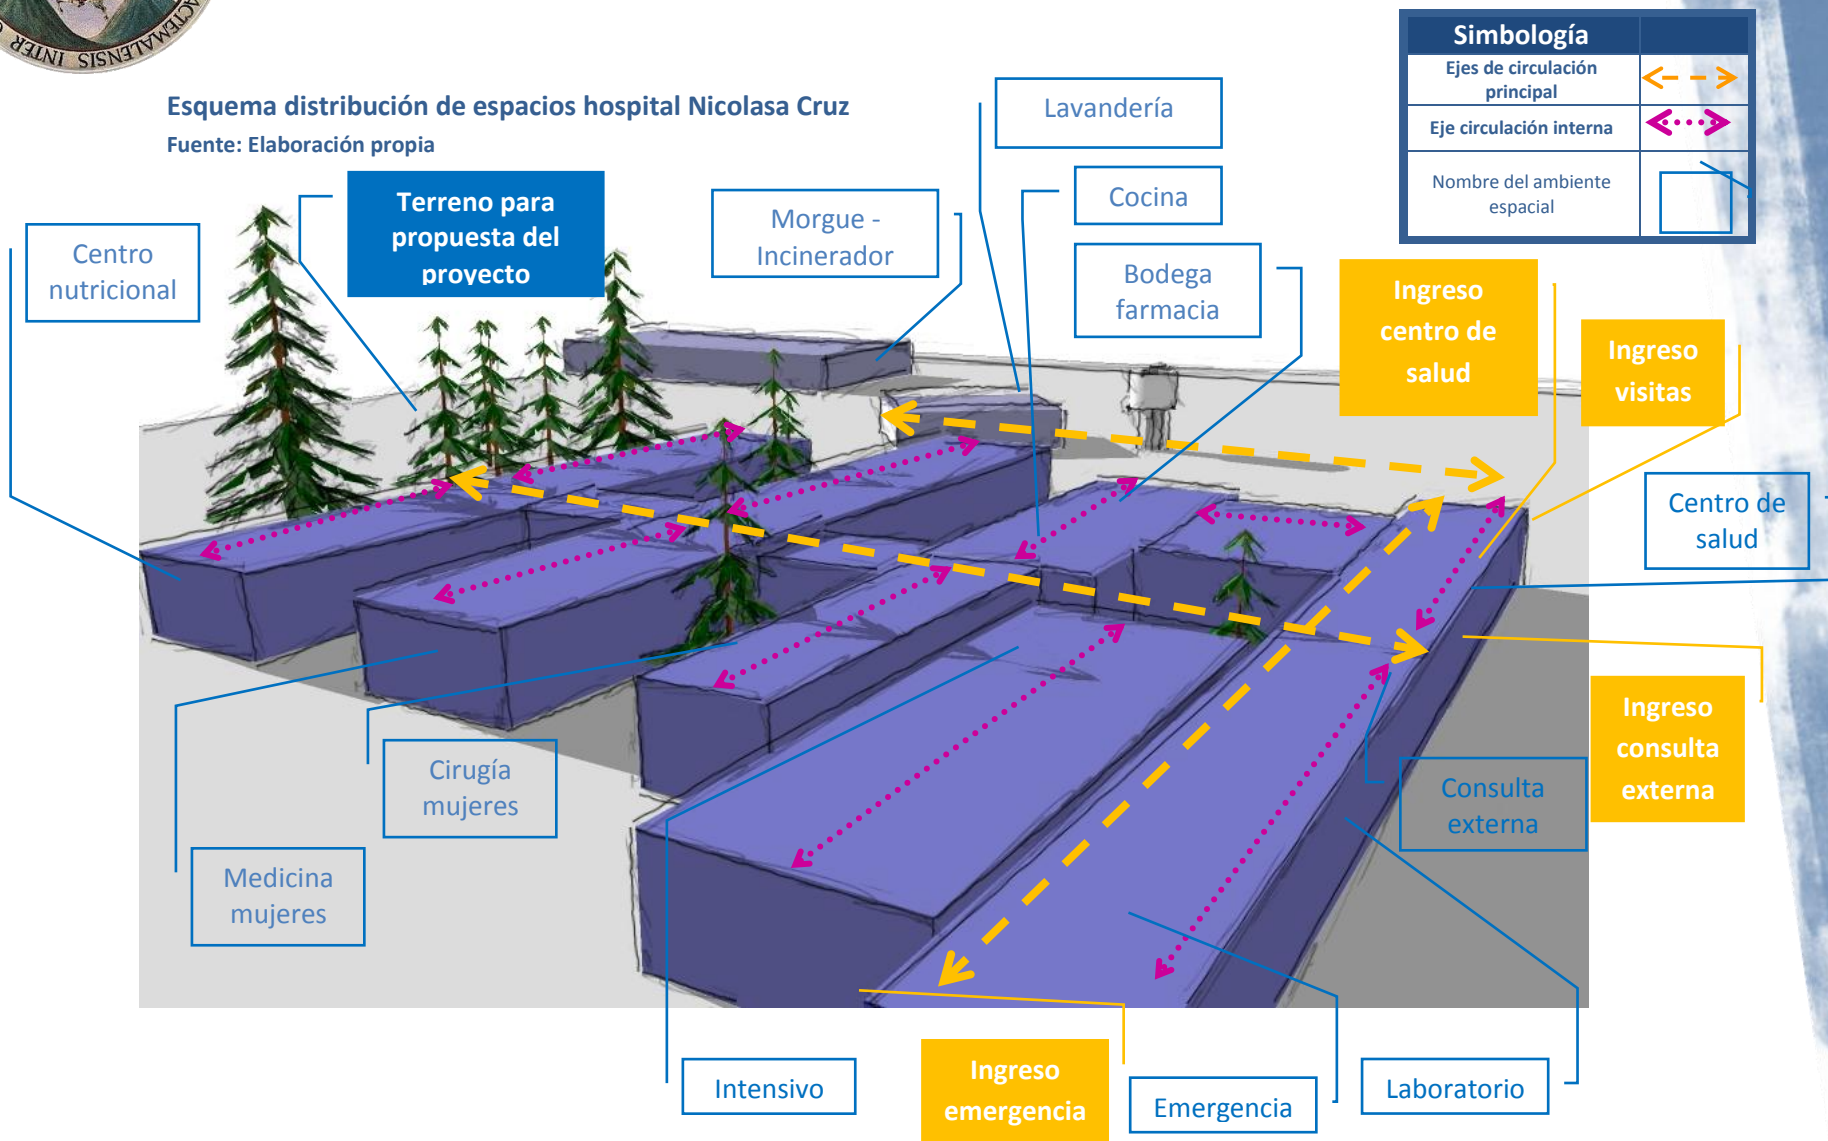 CACTEMALENSIS INTER
Simbología
Ejes de circulación
principal
Eje circulación interna
Nombre del ambiente
espacial
Esquema distribución de espacios hospital Nicolasa Cruz
Fuente: Elaboración propia
Lavandería
Cocina
Terreno para
propuesta del
proyecto
Morgue -
Incinerador
Centro
nutricional
Bodega
farmacia
Ingreso
centro de
salud
Ingreso
visitas
Centro de
salud
Ingreso
consulta
externa
Consulta
externa
Cirugía
mujeres
Medicina
mujeres
Intensivo
Ingreso
emergencia
Emergencia
Laboratorio